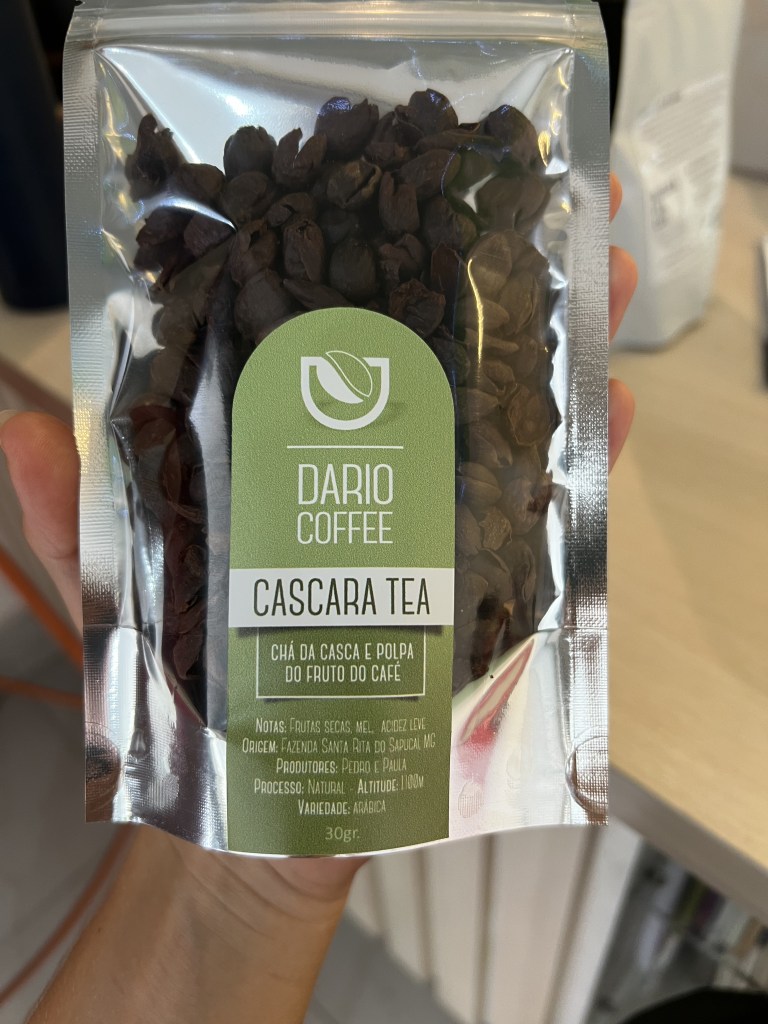 DARIO
COFFEE
CASCARA TEA
CHÁ DA CASCA E POLPA
DO FRUTO DO CAFÉ
NOTAS: FRUTAS SECAS, MEL, ACIDEZ LEVE
ORIGEM: FAZENDA SANTA RITA DO SAPUCAI, MG
PRODUTORES: PEDRO E PAULA
PROCESSO: NATURAL - ALTITUDE: 1100M
VARIEDADE: ARÁBICA
30gr.